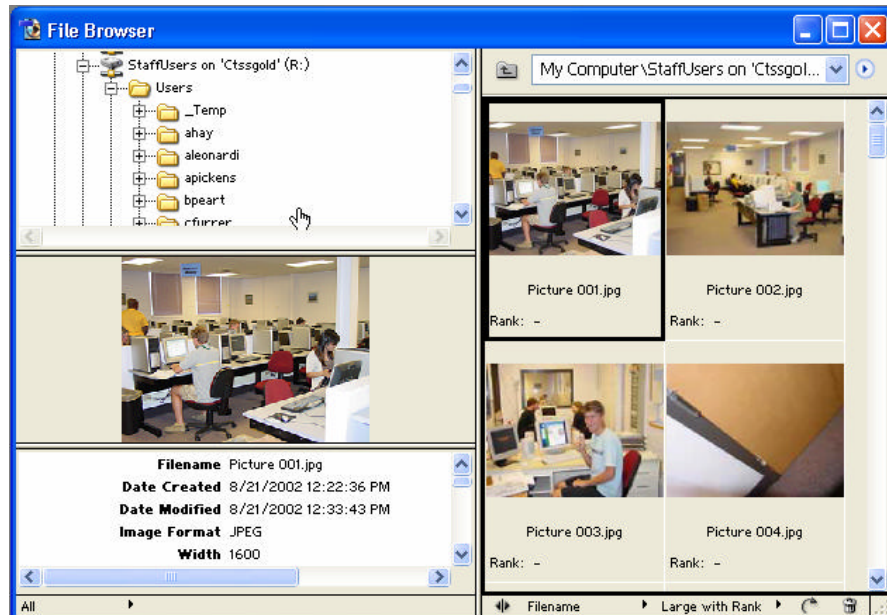 File Browser
StaffUsers on 'Ctssgold' (R:)
Users
_Temp
ahay
aleonardi
apickens
bpeart
cfurrer
Filename Picture 001.jpg
Date Created 8/21/2002 12:22:36 PM
Date Modified 8/21/2002 12:33:43 PM
Image Format JPEG
Width 1600
All
My Computer\StaffUsers on 'Ctssgol...
Picture 001.jpg
Rank: -
Picture 002.jpg
Rank: -
Picture 003.jpg
Rank: -
Picture 004.jpg
Rank: -
Filename
Large with Rank